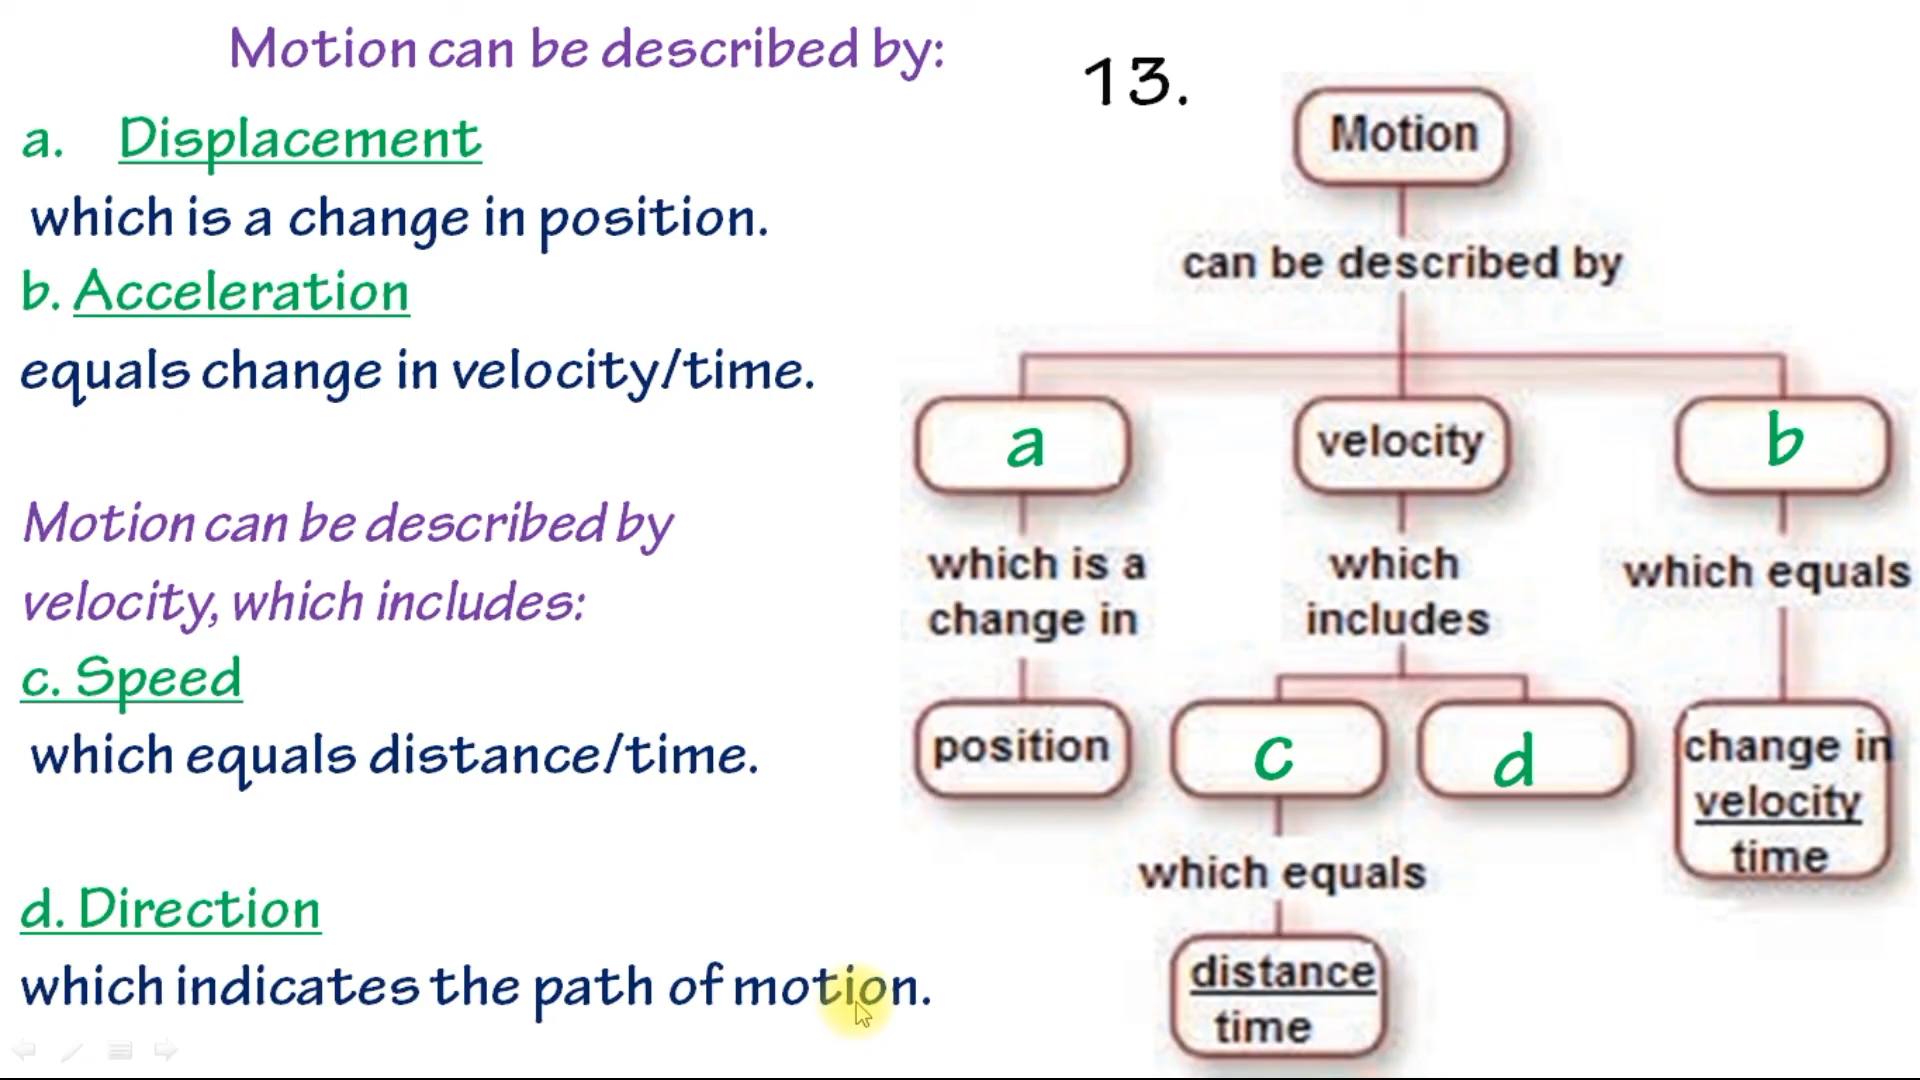 Motion can be described by:
a. Displacement
which is a change in position.
b. Acceleration
equals change in velocity/time.
Motion can be described by
velocity, which includes:
c. Speed
which equals distance/time.
d. Direction
which indicates the path of motion.
13.
Motion
can be described by
a
velocity
b
which is a
change in
which
includes
which equals
position
c
d
change in
velocity
time
which equals
distance
time